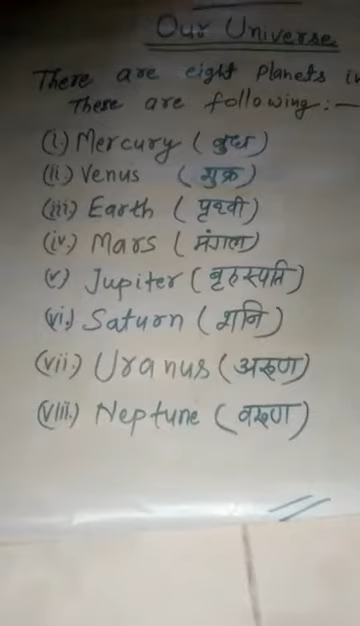 Our Universe
There are eight Planets in
These are following:-
(i.) Mercury (बुध)
(ii.) Venus (शुक्र)
(iii) Earth (पृथ्वी)
(iv.) Mars (मंगल)
(v) Jupiter (बृहस्पति)
(vi.) Saturn (शनि)
(vii.) Uranus (अरूण)
(viii.) Neptune (वरूण)